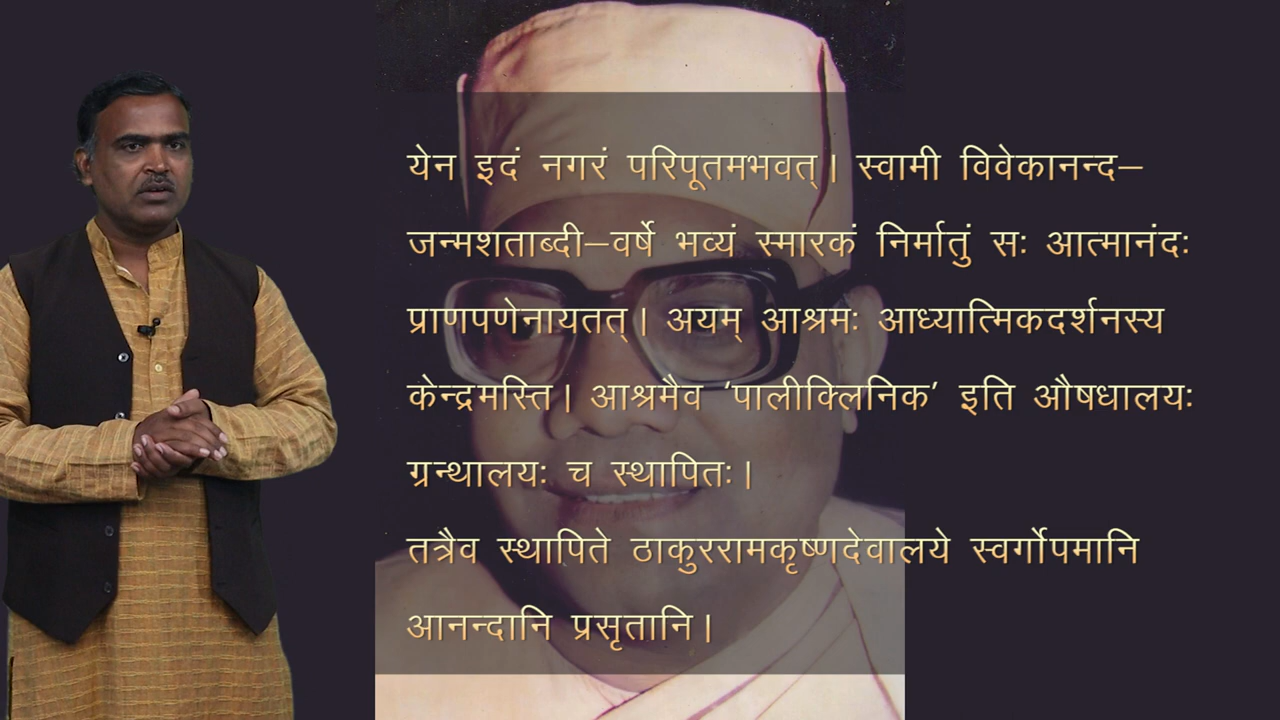 येन इदं नगरं परिपूतमभवत्। स्वामी विवेकानन्द–
जन्मशताब्दी–वर्षे भव्यं स्मारकं निर्मातुं सः आत्मानंदः
प्राणपणेनायतत्। अयम् आश्रमः आध्यात्मिकदर्शनस्य
केन्द्रमस्ति। आश्रमैव ‘पालीक्लिनिक’ इति औषधालयः
ग्रन्थालयः च स्थापितः।
तत्रैव स्थापिते ठाकुररामकृष्णदेवालये स्वर्गोपमानि
आनन्दानि प्रसृतानि।